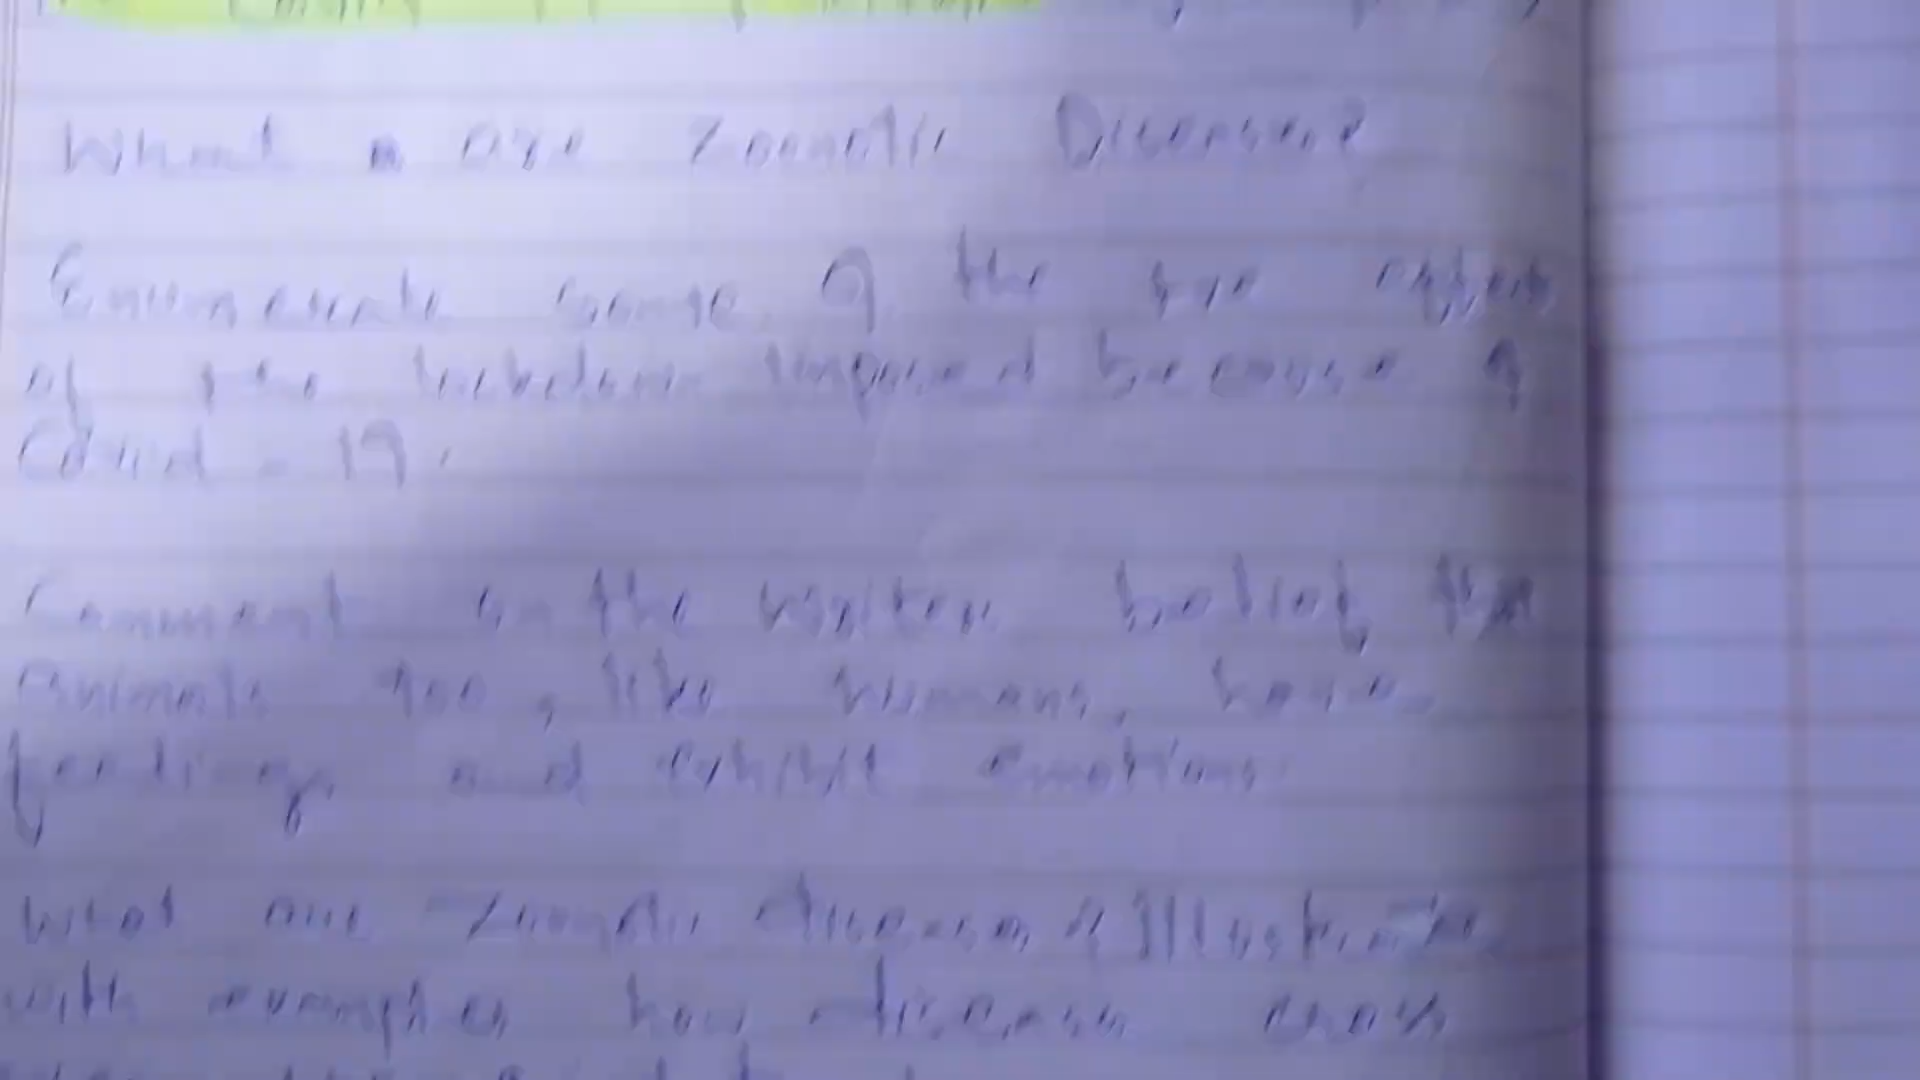 What are Zoonotic Diseases?
Enumerate some of the effects
of the lockdown imposed because of
Covid - 19.
Comment on the writer belief that
animals too, like humans, have
feelings and exhibit emotions.
What are Zoonotic diseases? Illustrate
with examples how diseases cross